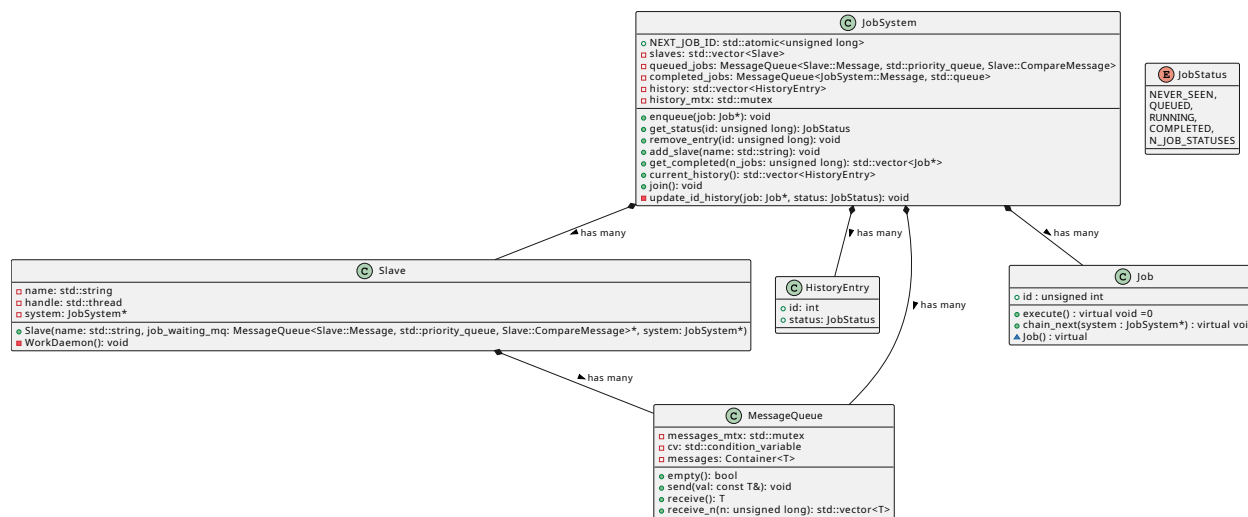 C JobSystem
NEXT_JOB_ID: std::atomic<unsigned long>
slaves: std::vector<Slave>
queued_jobs: MessageQueue<Slave::Message, std::priority_queue, Slave::CompareMessage>
completed_jobs: MessageQueue<JobSystem::Message, std::queue>
history: std::vector<HistoryEntry>
history_mtx: std::mutex
enqueue(job: Job*): void
get_status(id: unsigned long): JobStatus
remove_entry(id: unsigned long): void
add_slave(name: std::string): void
get_completed(n_jobs: unsigned long): std::vector<Job*>
current_history(): std::vector<HistoryEntry>
join(): void
update_id_history(job: Job*, status: JobStatus): void
E JobStatus
NEVER_SEEN,
QUEUED,
RUNNING,
COMPLETED,
N_JOB_STATUSES
has many
has many
has many
has many
C Slave
name: std::string
handle: std::thread
system: JobSystem*
Slave(name: std::string, job_waiting_mq: MessageQueue<Slave::Message, std::priority_queue, Slave::CompareMessage>*, system: JobSystem*)
WorkDaemon(): void
C HistoryEntry
id: int
status: JobStatus
C Job
id : unsigned int
execute() : virtual void =0
chain_next(system : JobSystem*) : virtual voi
~Job() : virtual
has many
C MessageQueue
messages_mtx: std::mutex
cv: std::condition_variable
messages: Container<T>
empty(): bool
send(val: const T&): void
receive(): T
receive_n(n: unsigned long): std::vector<T>